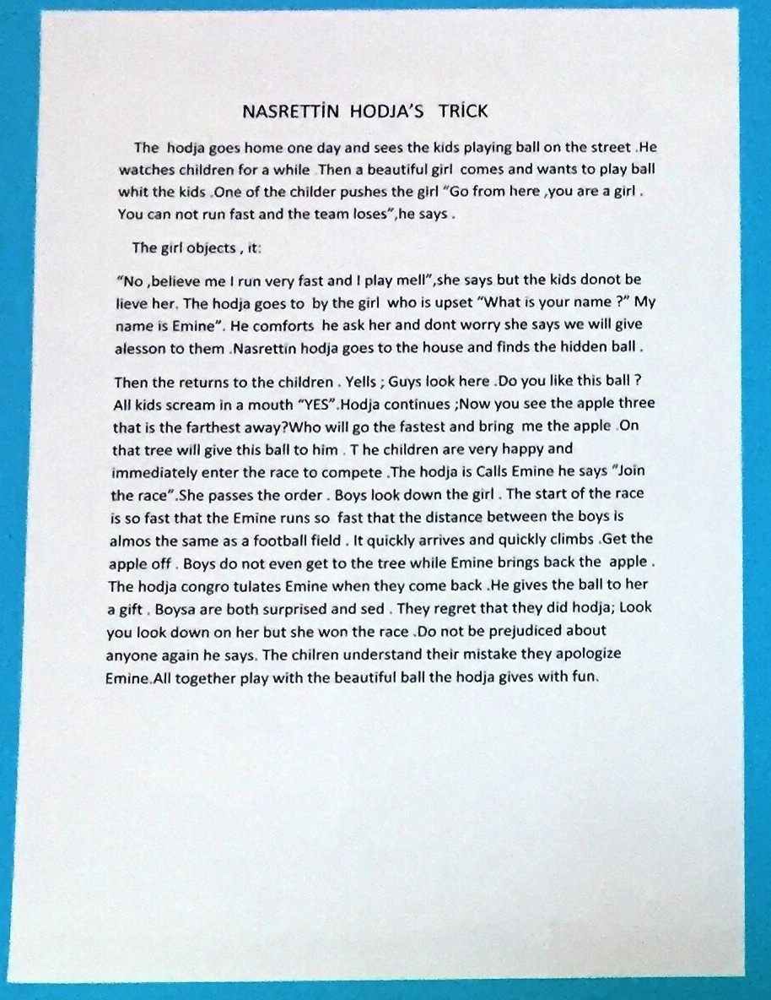 NASRETTİN HODJA'S TRİCK
The hodja goes home one day and sees the kids playing ball on the street .He
watches children for a while .Then a beautiful girl comes and wants to play ball
whit the kids .One of the childer pushes the girl “Go from here ,you are a girl .
You can not run fast and the team loses”,he says .
The girl objects , it:
“No ,believe me I run very fast and I play mell”,she says but the kids donot be
lieve her. The hodja goes to by the girl who is upset “What is your name ?” My
name is Emine”. He comforts he ask her and dont worry she says we will give
alesson to them .Nasrettin hodja goes to the house and finds the hidden ball .
Then the returns to the children . Yells ; Guys look here .Do you like this ball ?
All kids scream in a mouth “YES”.Hodja continues ;Now you see the apple three
that is the farthest away?Who will go the fastest and bring me the apple .On
that tree will give this ball to him . T he children are very happy and
immediately enter the race to compete .The hodja is Calls Emine he says “Join
the race”.She passes the order . Boys look down the girl . The start of the race
is so fast that the Emine runs so fast that the distance between the boys is
almos the same as a football field . It quickly arrives and quickly climbs .Get the
apple off . Boys do not even get to the tree while Emine brings back the apple .
The hodja congro tulates Emine when they come back .He gives the ball to her
a gift . Boysa are both surprised and sed . They regret that they did hodja; Look
you look down on her but she won the race .Do not be prejudiced about
anyone again he says. The chilren understand their mistake they apologize
Emine.All together play with the beautiful ball the hodja gives with fun.